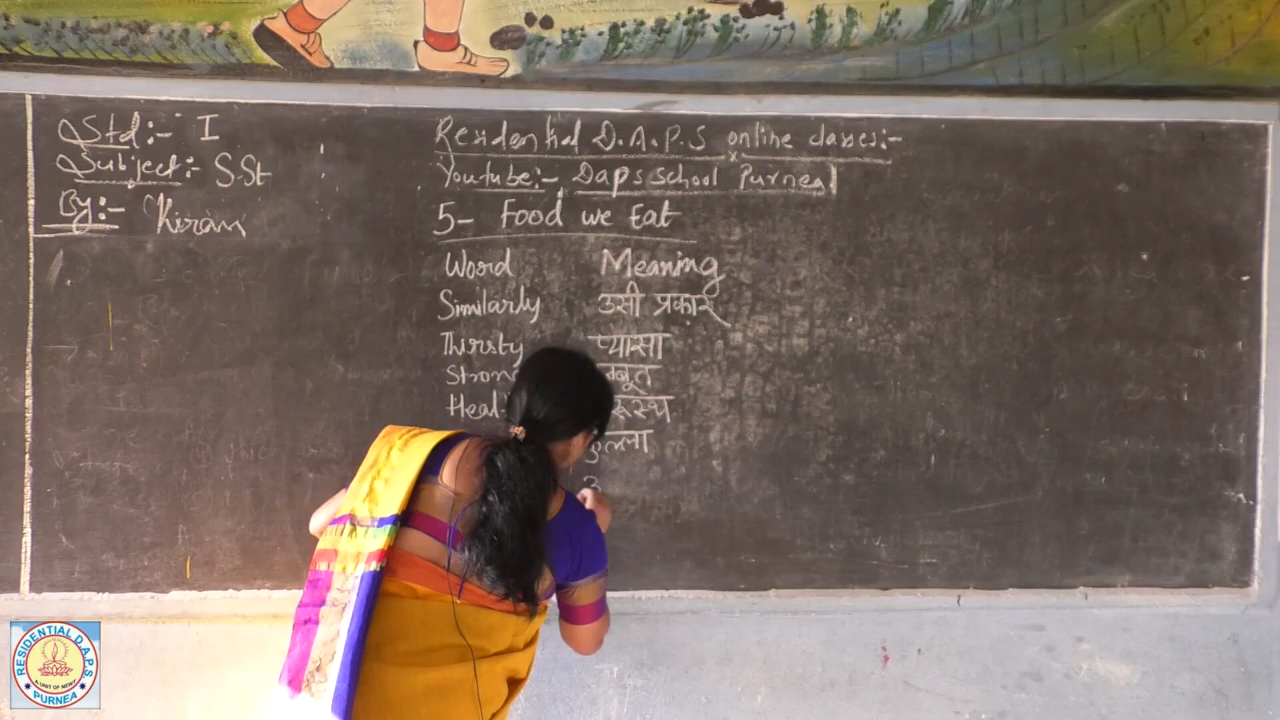 Std:- I
Subject:- S.St
By:- Kiran
Residential D.A.P.S online classes:-
Youtube:- Daps school Purnea
5- Food we Eat
Word Meaning
Similarly उसी प्रकार
Thirsty प्यासा
RESIDENTIAL D.A.P.S
PURNEA